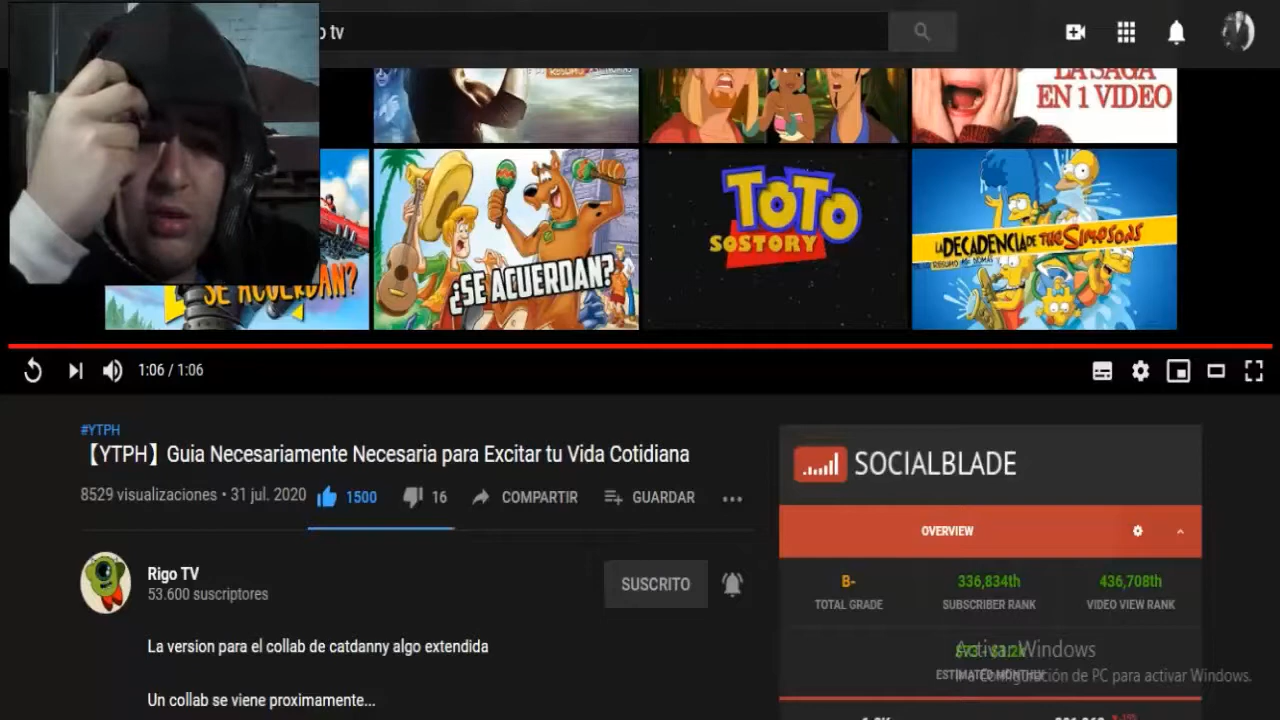 o tv
RESUMO
LA SAGA
EN 1 VIDEO
SE ACUERDAN?
¿SE ACUERDAN?
TOTO
SOSTORY
LA DECADENCIA DE THE SIMPSONS
1:06 / 1:06
#YTPH
【YTPH】Guia Necesariamente Necesaria para Excitar tu Vida Cotidiana
8529 visualizaciones • 31 jul. 2020 1500 16 COMPARTIR GUARDAR
SOCIALBLADE
OVERVIEW
Rigo TV
53.600 suscriptores
SUSCRITO
B-
TOTAL GRADE
336,834th
SUBSCRIBER RANK
436,708th
VIDEO VIEW RANK
La version para el collab de catdanny algo extendida
Activar Windows
ESTIMATED MONTHLY
Configuración de PC para activar Windows.
Un collab se viene proximamente...